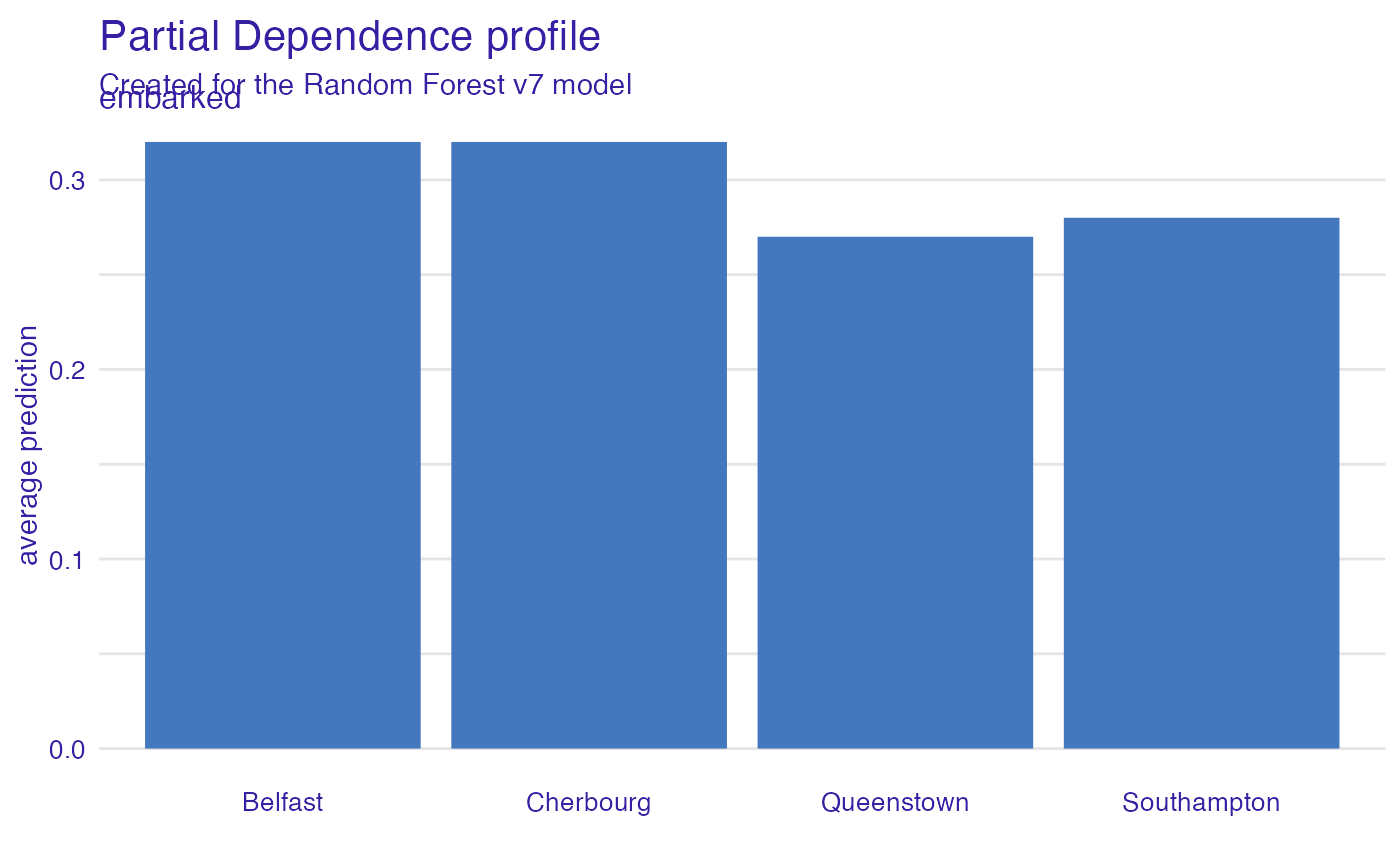 Partial Dependence profile
Created for the Random Forest v7 model
embarked
average prediction
0.3
0.2
0.1
0.0
Belfast
Cherbourg
Queenstown
Southampton